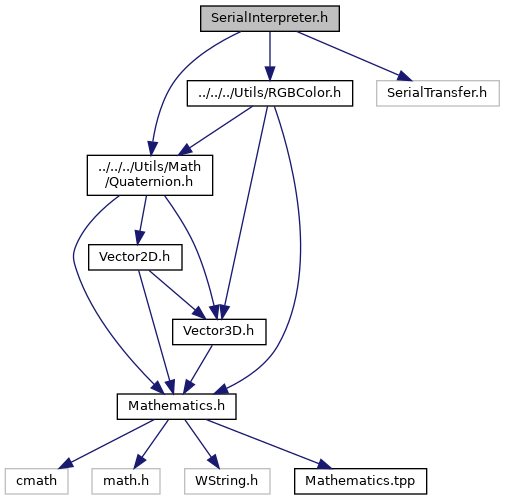 SerialInterpreter.h
../../../Utils/RGBColor.h
SerialTransfer.h
../../../Utils/Math
/Quaternion.h
Vector2D.h
Vector3D.h
Mathematics.h
cmath
math.h
WString.h
Mathematics.tpp